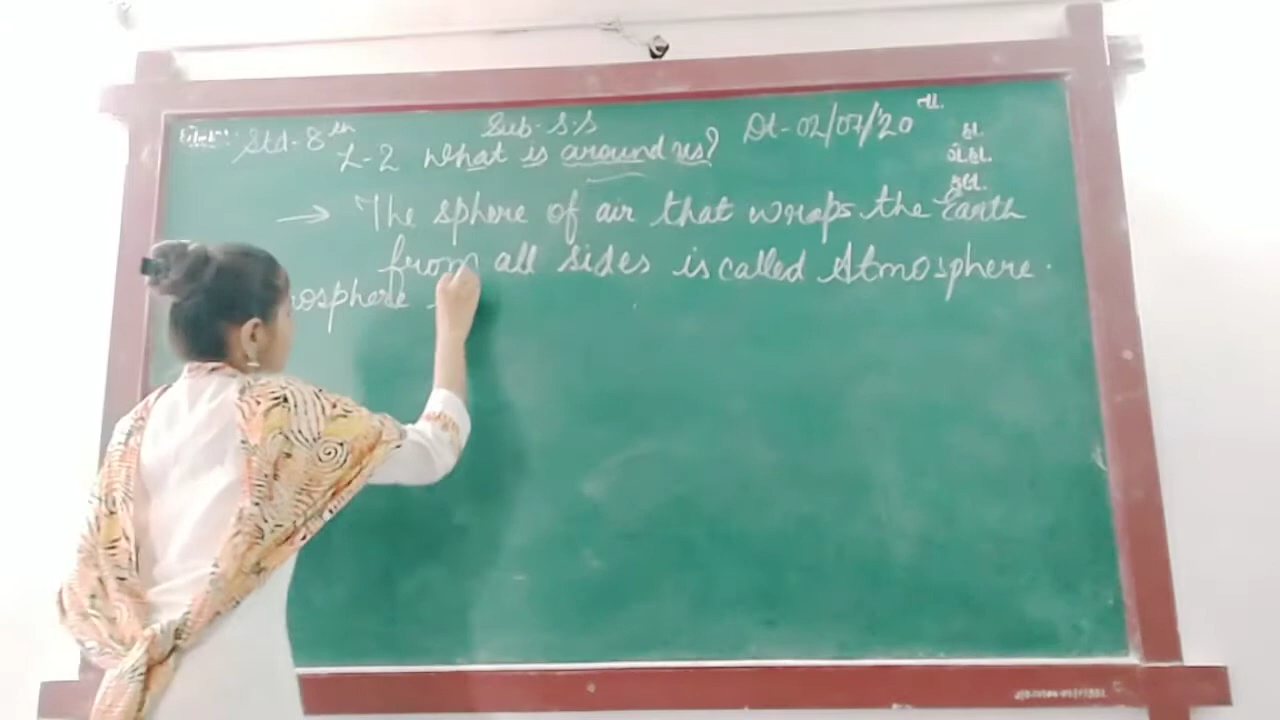 Std-8th Sub-S.S Dt-02/07/'20 તા.
L-2 What is around us?
હા.
ગે.હા.
કુલ.
→ The sphere of air that wraps the Earth
from all sides is called Atmosphere.
osphere